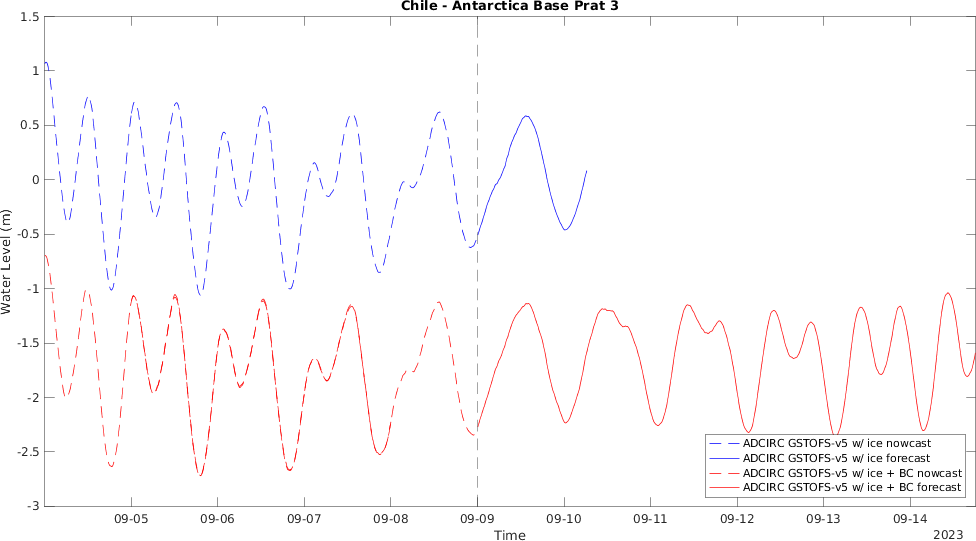 Chile - Antarctica Base Prat 3
1.5
1
0.5
0
-0.5
-1
-1.5
-2
-2.5
-3
Water Level (m)
ADCIRC GSTOFS-v5 w/ ice nowcast
ADCIRC GSTOFS-v5 w/ ice forecast
ADCIRC GSTOFS-v5 w/ ice + BC nowcast
ADCIRC GSTOFS-v5 w/ ice + BC forecast
09-05 09-06 09-07 09-08 09-09 09-10 09-11 09-12 09-13 09-14
Time
2023